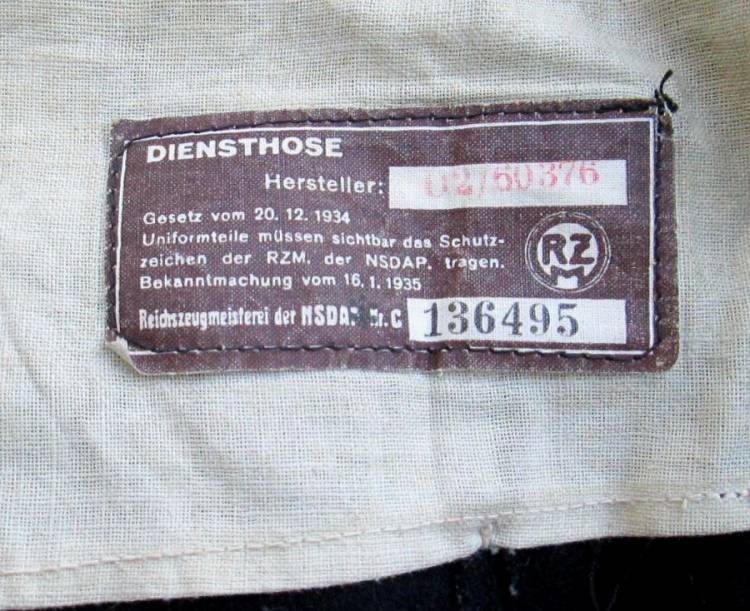 DIENSTHOSE
Hersteller: 02/60376
Gesetz vom 20. 12. 1934
Uniformteile müssen sichtbar das Schutz-
zeichen der RZM. der NSDAP. tragen.
Bekanntmachung vom 16. 1. 1935
RZM
Reichszeugmeisterei der NSDAP. Nr. C 136495